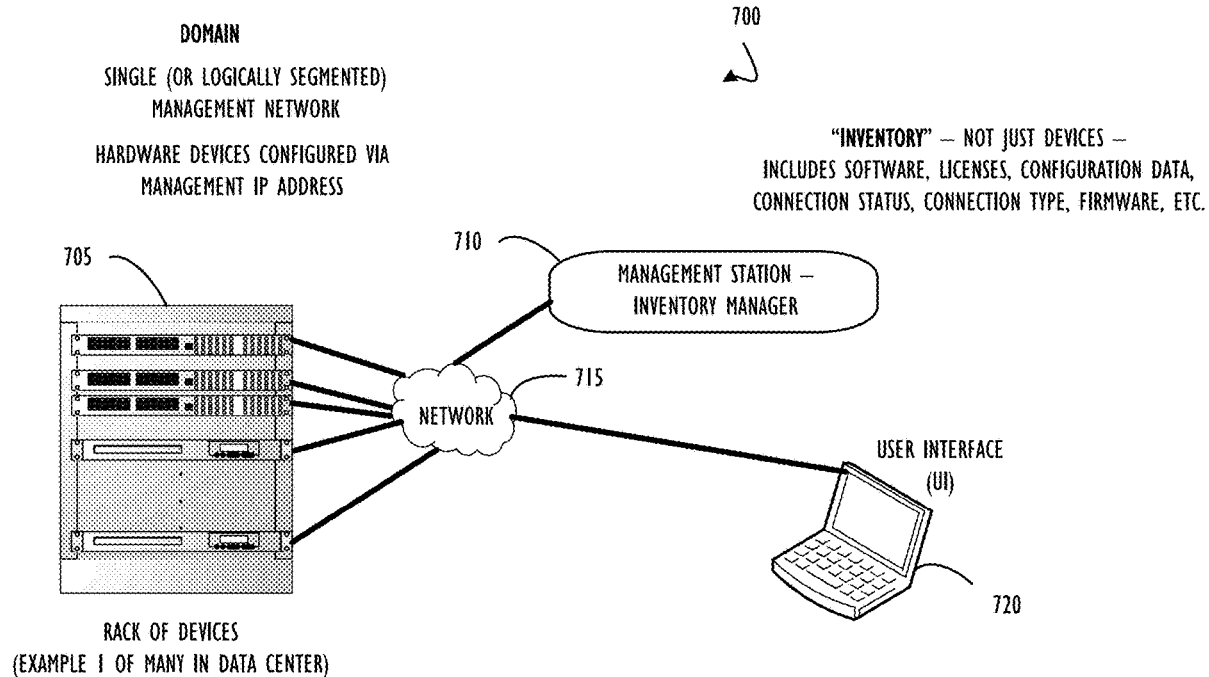 DOMAIN
SINGLE (OR LOGICALLY SEGMENTED)
MANAGEMENT NETWORK
HARDWARE DEVICES CONFIGURED VIA
MANAGEMENT IP ADDRESS
700
“INVENTORY” – NOT JUST DEVICES –
INCLUDES SOFTWARE, LICENSES, CONFIGURATION DATA,
CONNECTION STATUS, CONNECTION TYPE, FIRMWARE, ETC.
705
710
MANAGEMENT STATION –
INVENTORY MANAGER
715
NETWORK
USER INTERFACE
(UI)
720
RACK OF DEVICES
(EXAMPLE 1 OF MANY IN DATA CENTER)